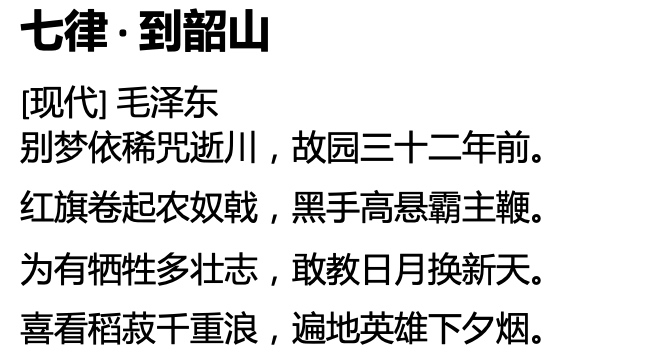 七律·到韶山
[现代] 毛泽东
别梦依稀咒逝川，故园三十二年前。
红旗卷起农奴戟，黑手高悬霸主鞭。
为有牺牲多壮志，敢教日月换新天。
喜看稻菽千重浪，遍地英雄下夕烟。